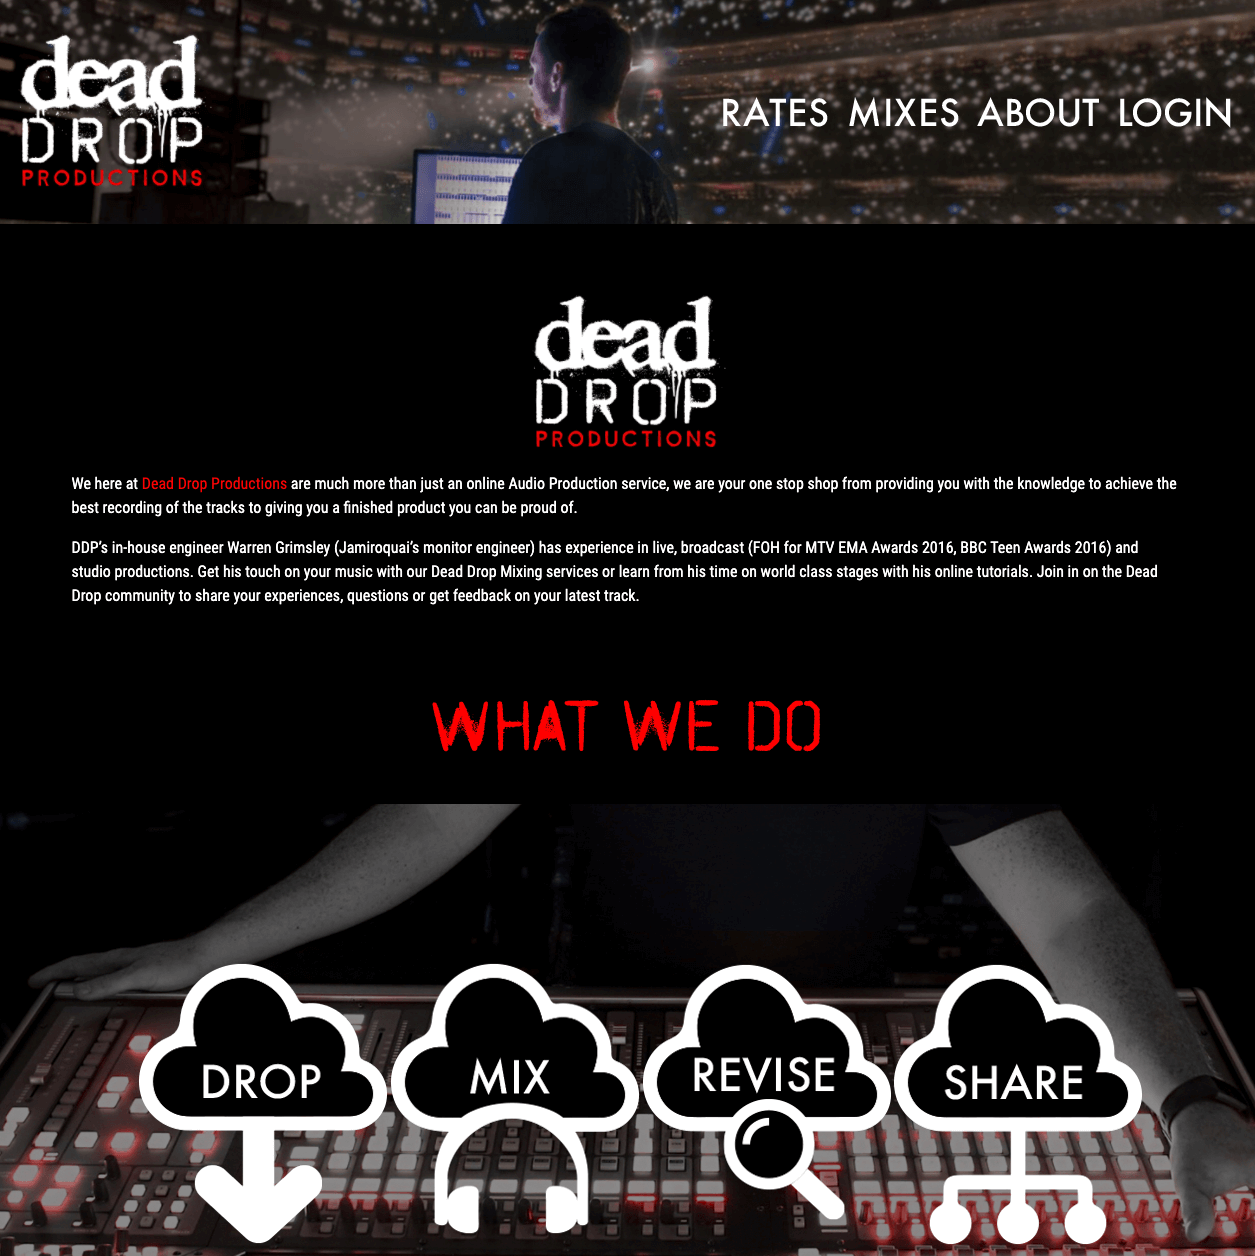 dead
DROP
PRODUCTIONS
RATES MIXES ABOUT LOGIN
dead
DROP
PRODUCTIONS
We here at Dead Drop Productions are much more than just an online Audio Production service, we are your one stop shop from providing you with the knowledge to achieve the
best recording of the tracks to giving you a finished product you can be proud of.
DDP’s in-house engineer Warren Grimsley (Jamiroquai’s monitor engineer) has experience in live, broadcast (FOH for MTV EMA Awards 2016, BBC Teen Awards 2016) and
studio productions. Get his touch on your music with our Dead Drop Mixing services or learn from his time on world class stages with his online tutorials. Join in on the Dead
Drop community to share your experiences, questions or get feedback on your latest track.
WHAT WE DO
DROP MIX REVISE SHARE